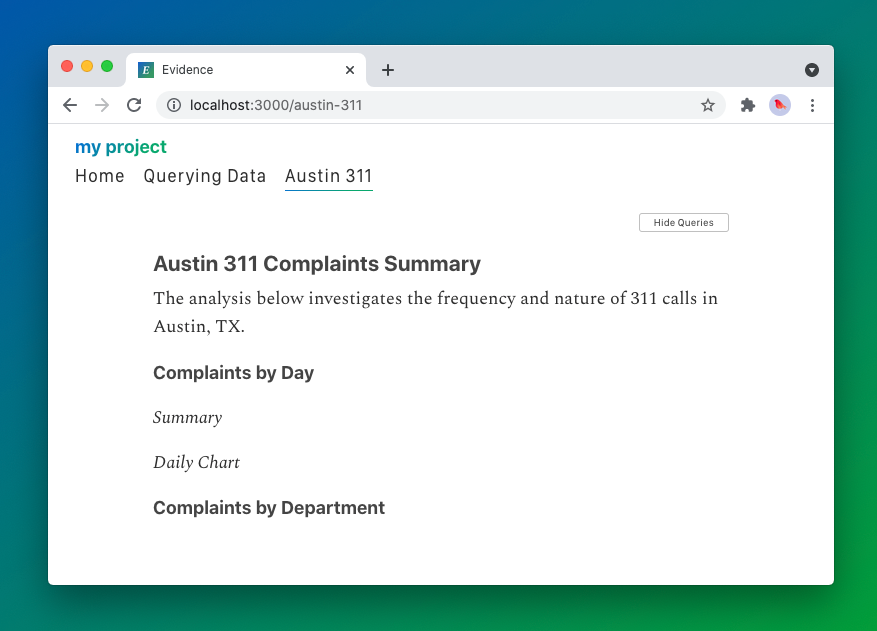 E Evidence
localhost:3000/austin-311
my project
Home Querying Data Austin 311
Hide Queries
Austin 311 Complaints Summary
The analysis below investigates the frequency and nature of 311 calls in
Austin, TX.
Complaints by Day
Summary
Daily Chart
Complaints by Department